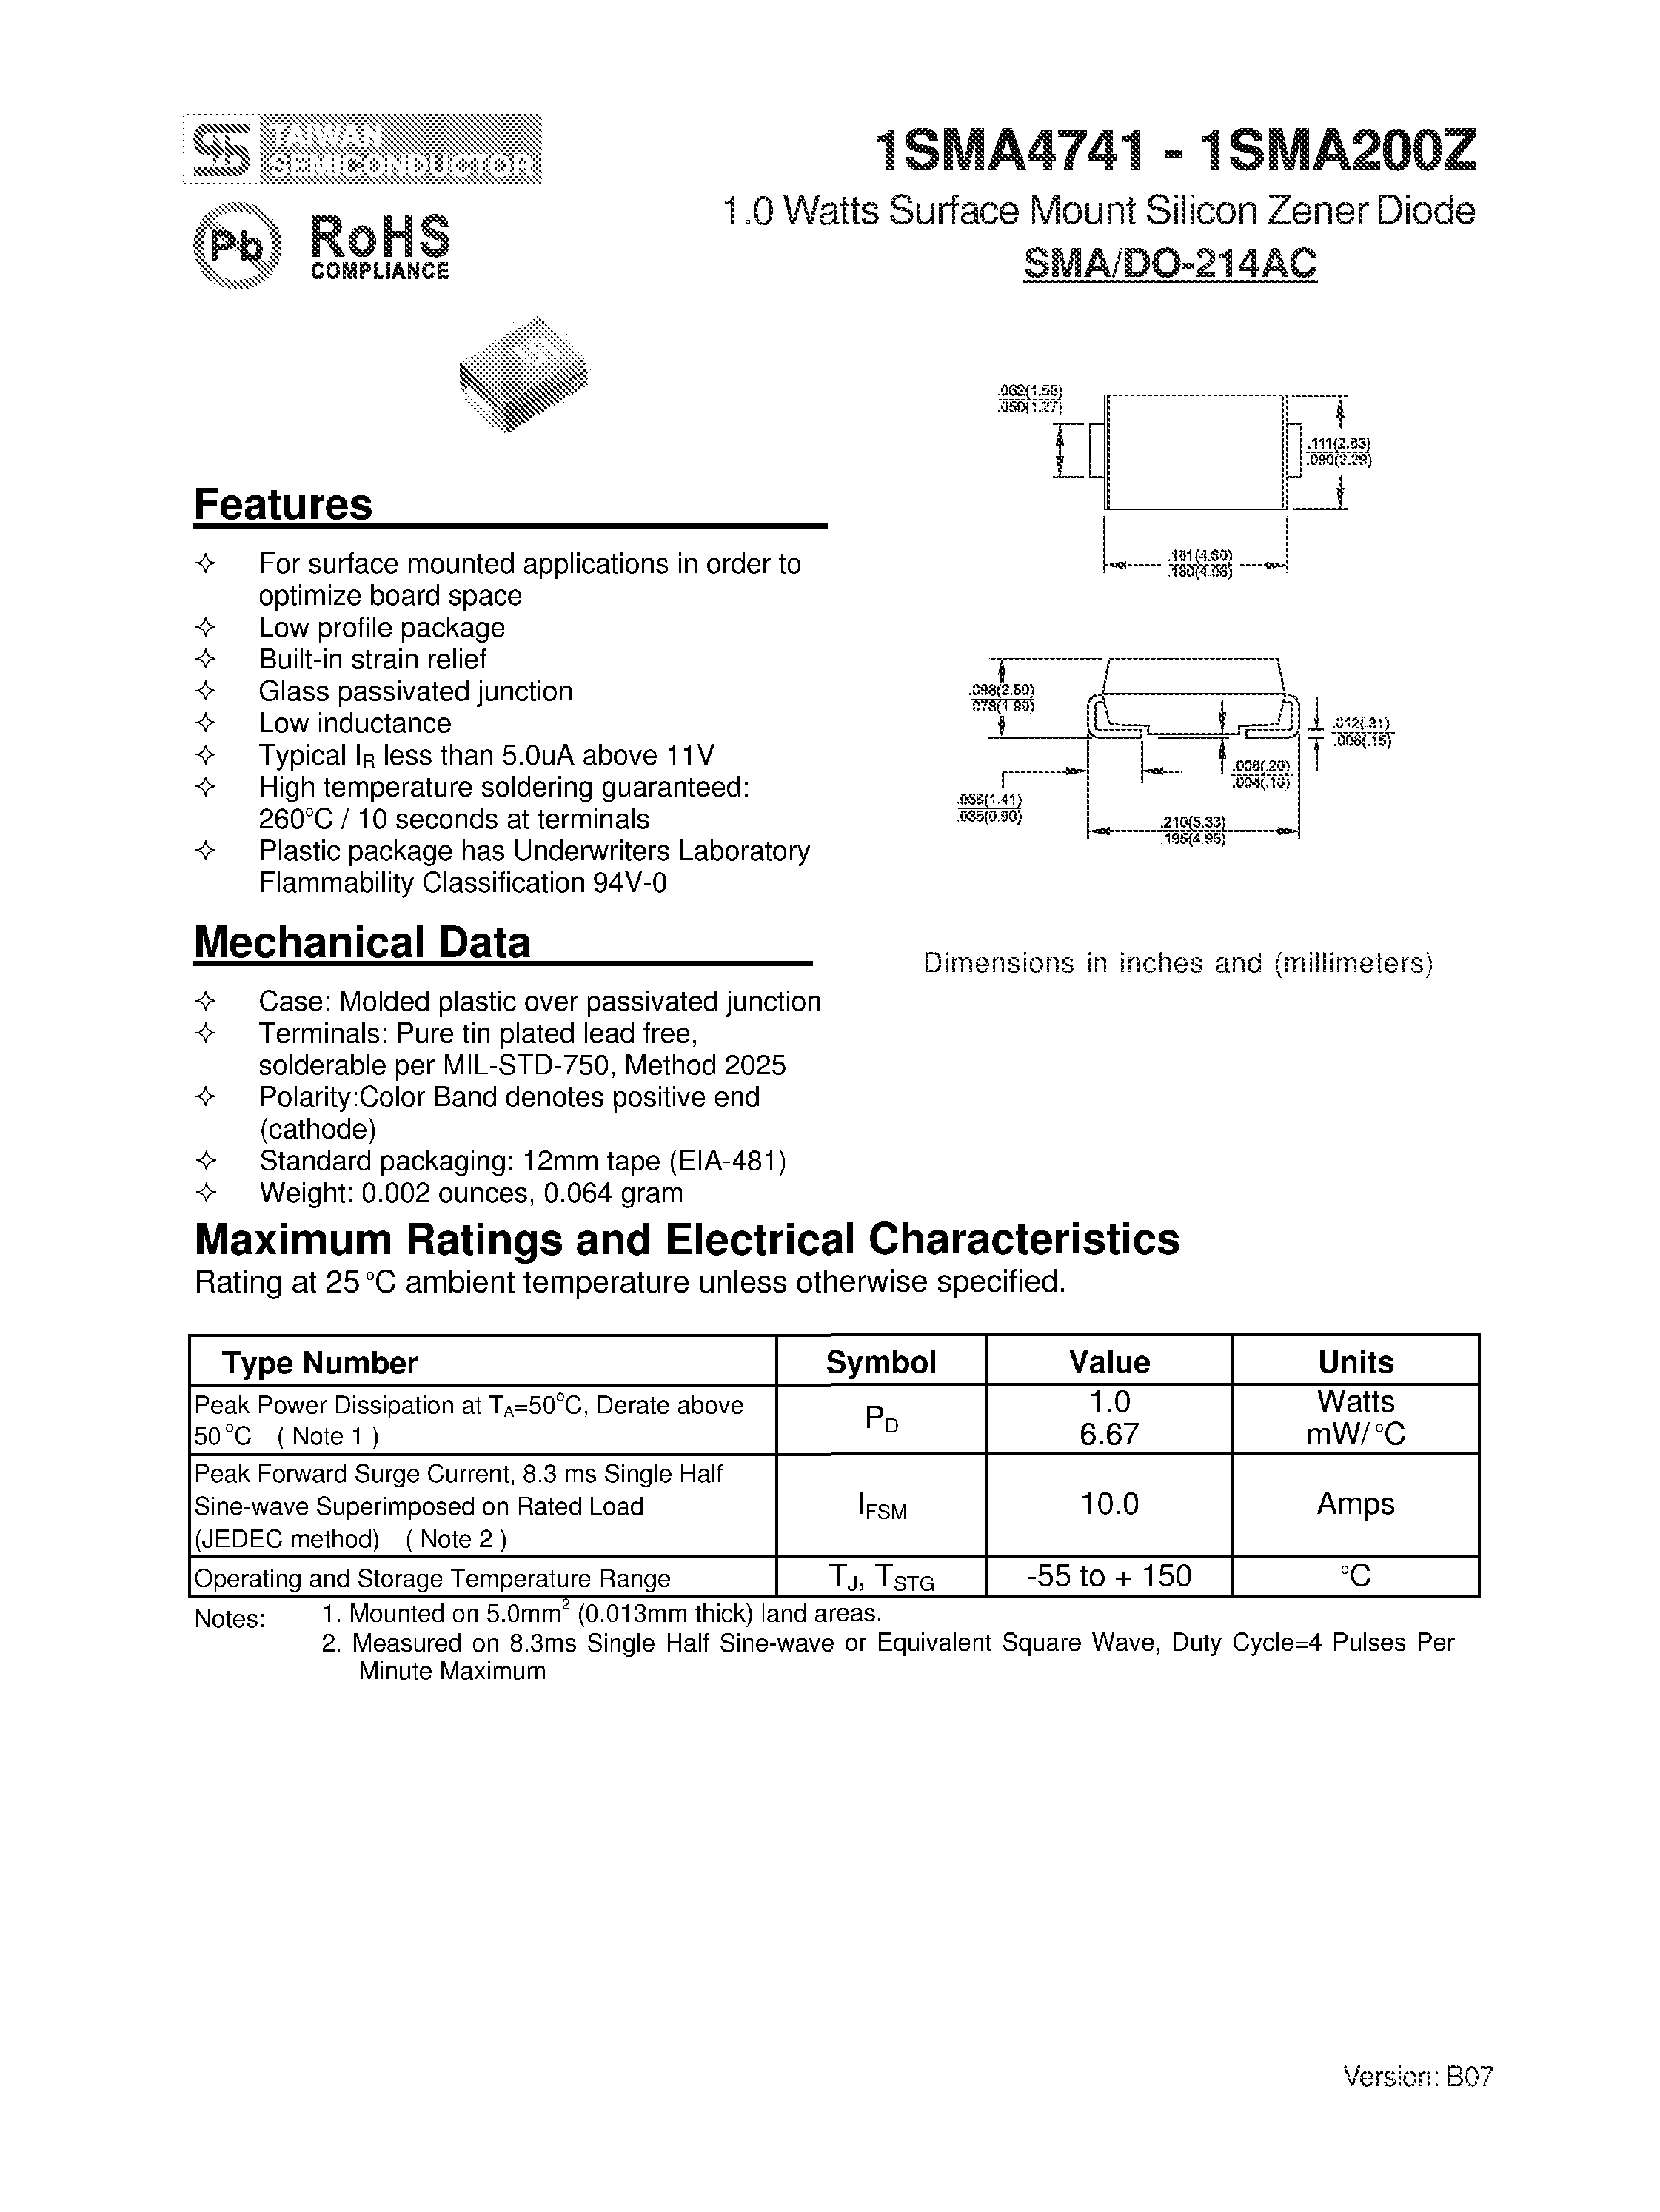 TAIWAN
SEMICONDUCTOR
Pb
RoHS
COMPLIANCE
1SMA4741 - 1SMA200Z
1.0 Watts Surface Mount Silicon Zener Diode
SMA/DO-214AC
.062(1.58)
.050(1.27)
.111(2.83)
.090(2.29)
.181(4.60)
.160(4.06)
.098(2.50)
.078(1.99)
.012(.31)
.006(.15)
.008(.20)
.004(.10)
.056(1.41)
.035(0.90)
.210(5.33)
.195(4.95)
Dimensions in inches and (millimeters)
Features
✧ For surface mounted applications in order to
optimize board space
✧ Low profile package
✧ Built-in strain relief
✧ Glass passivated junction
✧ Low inductance
✧ Typical IR less than 5.0uA above 11V
✧ High temperature soldering guaranteed:
260°C / 10 seconds at terminals
✧ Plastic package has Underwriters Laboratory
Flammability Classification 94V-0
Mechanical Data
✧ Case: Molded plastic over passivated junction
✧ Terminals: Pure tin plated lead free,
solderable per MIL-STD-750, Method 2025
✧ Polarity:Color Band denotes positive end
(cathode)
✧ Standard packaging: 12mm tape (EIA-481)
✧ Weight: 0.002 ounces, 0.064 gram
Maximum Ratings and Electrical Characteristics
Rating at 25 °C ambient temperature unless otherwise specified.
Type Number Symbol Value Units
Peak Power Dissipation at TA=50°C, Derate above
50 °C ( Note 1 )
PD
1.0
6.67
Watts
mW/ °C
Peak Forward Surge Current, 8.3 ms Single Half
Sine-wave Superimposed on Rated Load
(JEDEC method) ( Note 2 )
IFSM
10.0
Amps
Operating and Storage Temperature Range TJ, TSTG -55 to + 150 °C
Notes: 1. Mounted on 5.0mm² (0.013mm thick) land areas.
2. Measured on 8.3ms Single Half Sine-wave or Equivalent Square Wave, Duty Cycle=4 Pulses Per
Minute Maximum
Version: B07